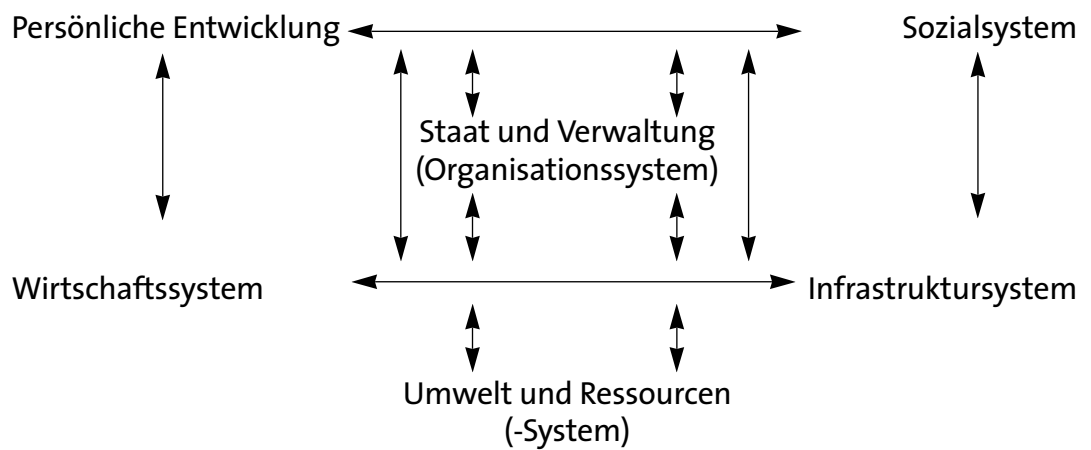 Persönliche Entwicklung
Sozialsystem
Staat und Verwaltung
(Organisationssystem)
Wirtschaftssystem
Infrastruktursystem
Umwelt und Ressourcen
(-System)